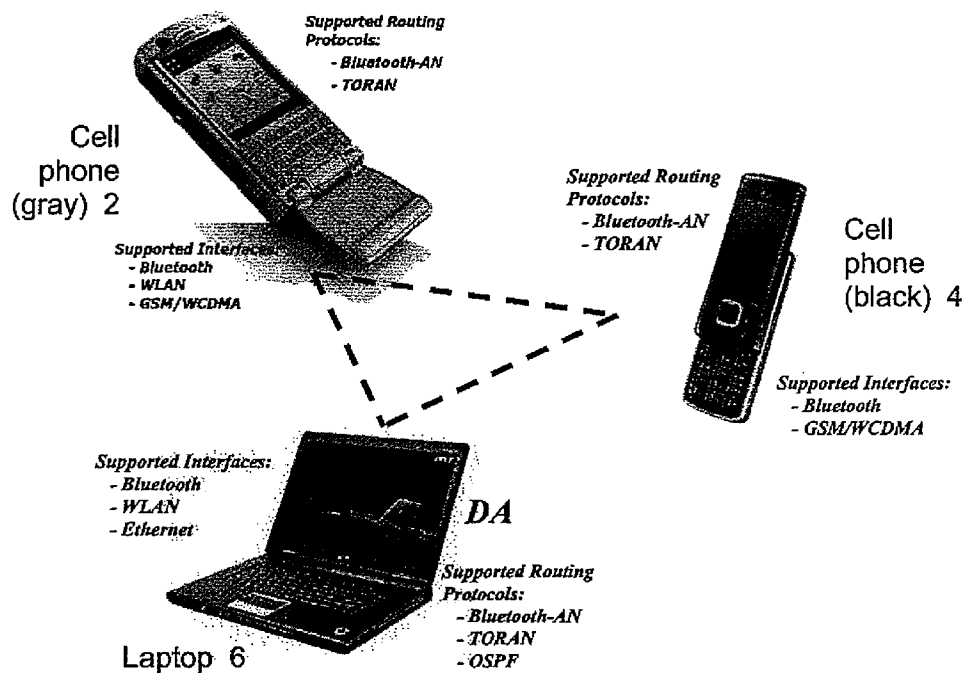 Supported Routing
Protocols:
- Bluetooth-AN
- TORAN
Cell
phone
(gray) 2
Supported Interfaces:
- Bluetooth
- WLAN
- GSM/WCDMA
Supported Routing
Protocols:
- Bluetooth-AN
- TORAN
Cell
phone
(black) 4
Supported Interfaces:
- Bluetooth
- GSM/WCDMA
Supported Interfaces:
- Bluetooth
- WLAN
- Ethernet
DA
Supported Routing
Protocols:
- Bluetooth-AN
- TORAN
- OSPF
Laptop 6